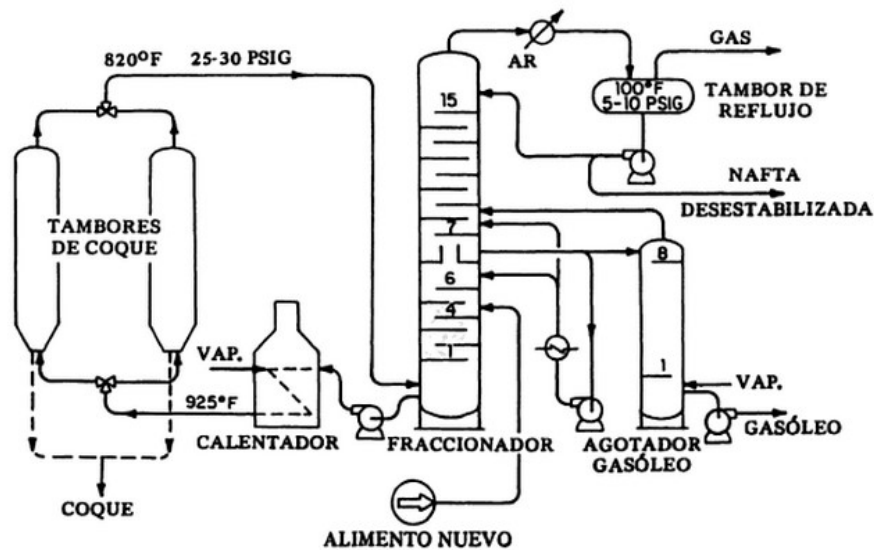 820°F 25-30 PSIG
AR
GAS
100°F
5-10 PSIG
TAMBOR DE
REFLUJO
15
NAFTA
DESESTABILIZADA
TAMBORES
DE COQUE
7
8
6
4
1
1
VAP.
VAP.
925°F
CALENTADOR
FRACCIONADOR
AGOTADOR
GASÓLEO
GASÓLEO
COQUE
ALIMENTO NUEVO